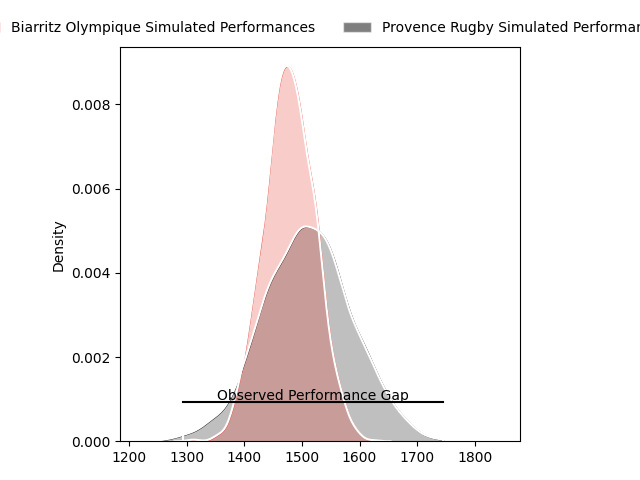 Biarritz Olympique Simulated Performances
Provence Rugby Simulated
Density
0.008
0.006
0.004
0.002
0.000
Observed Performance Gap
1200 1300 1400 1500 1600 1700 1800